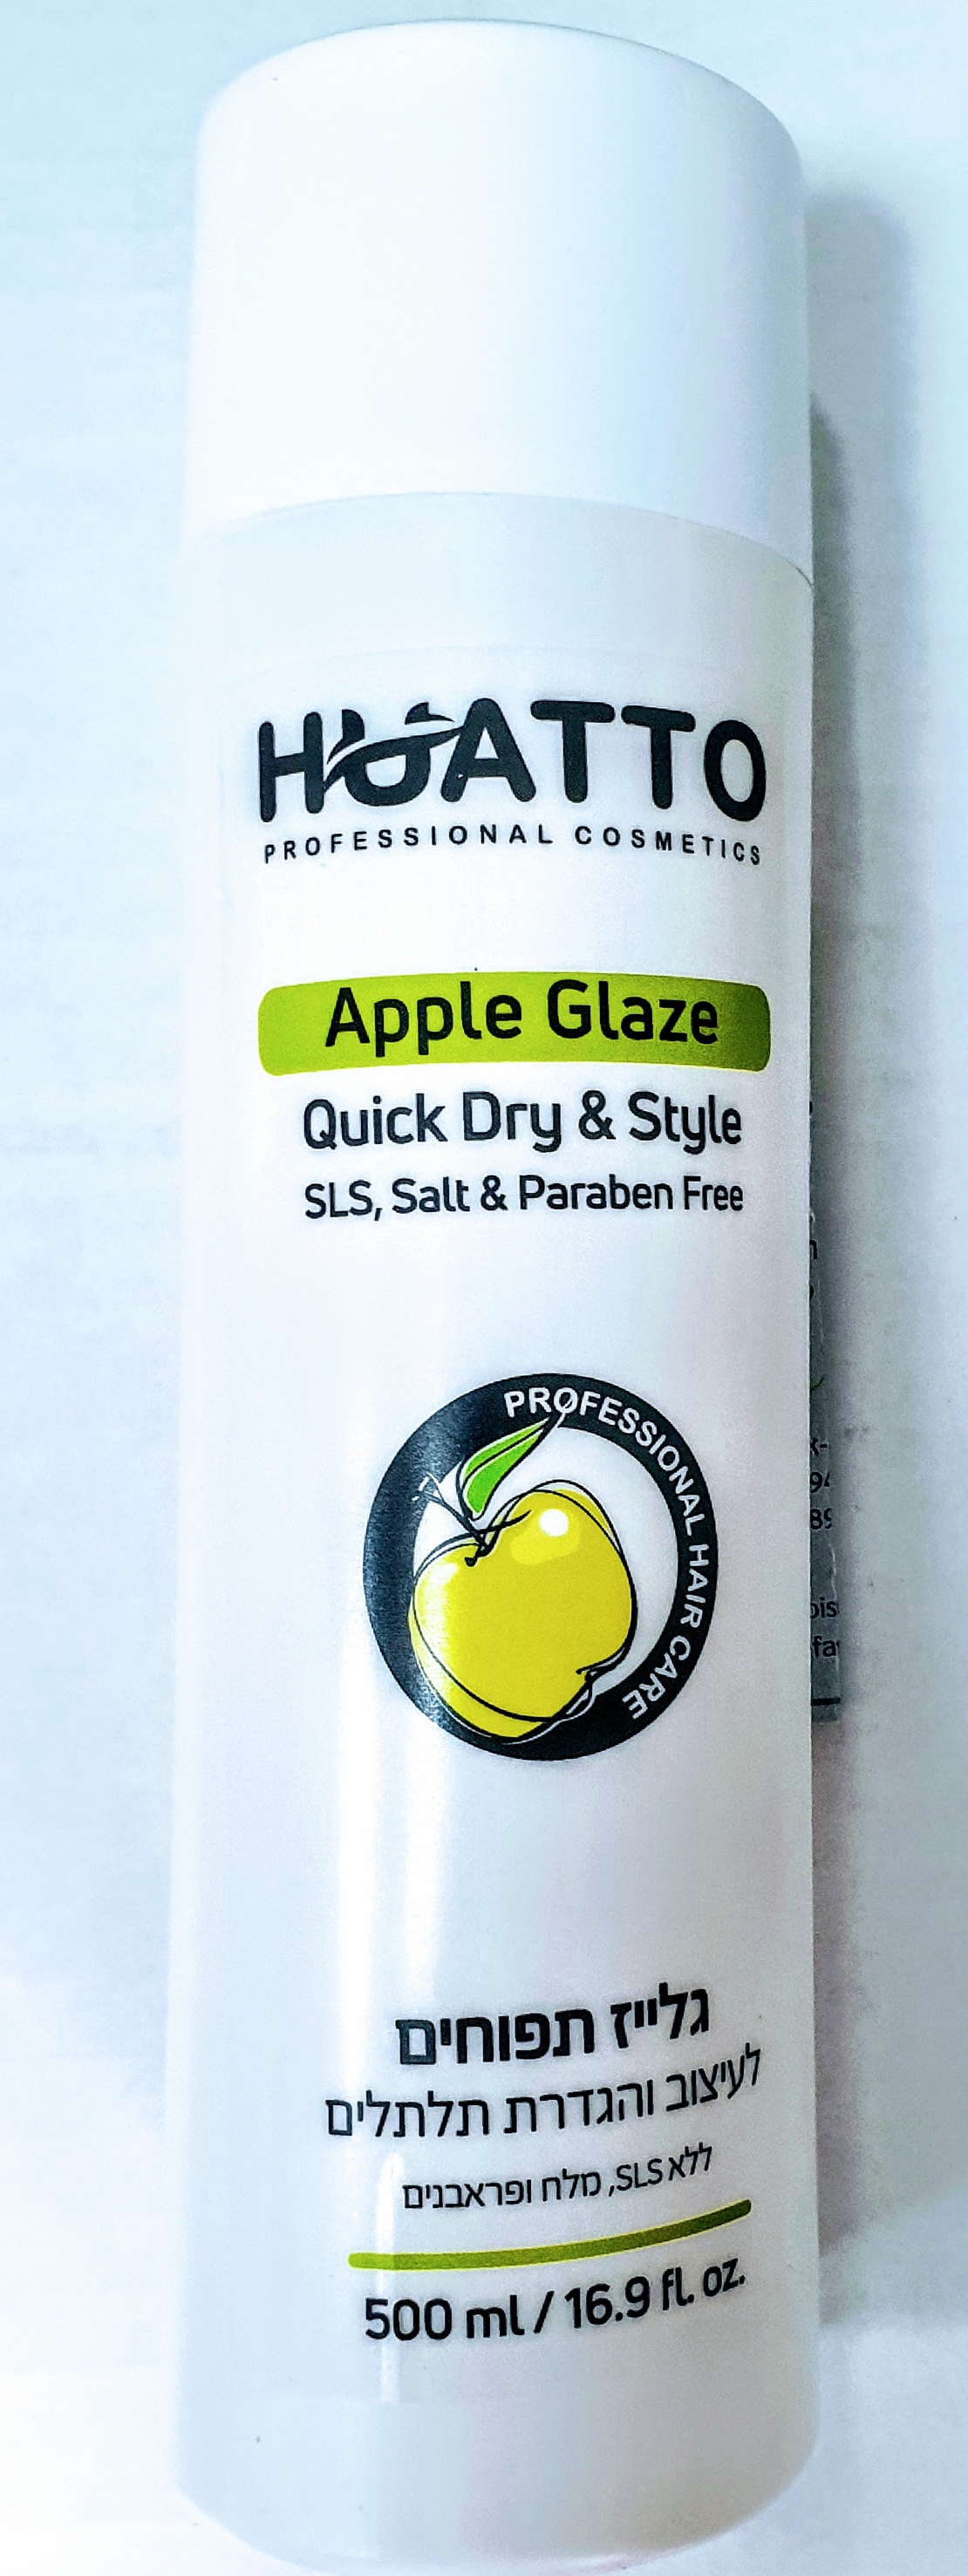 HUATTO
PROFESSIONAL COSMETICS
Apple Glaze
Quick Dry & Style
SLS, Salt & Paraben Free
PROFESSIONAL HAIR CARE
גלייז תפוחים
לעיצוב והגדרת תלתלים
ללא SLS, מלח ופראבנים
500 ml / 16.9 fl. oz.